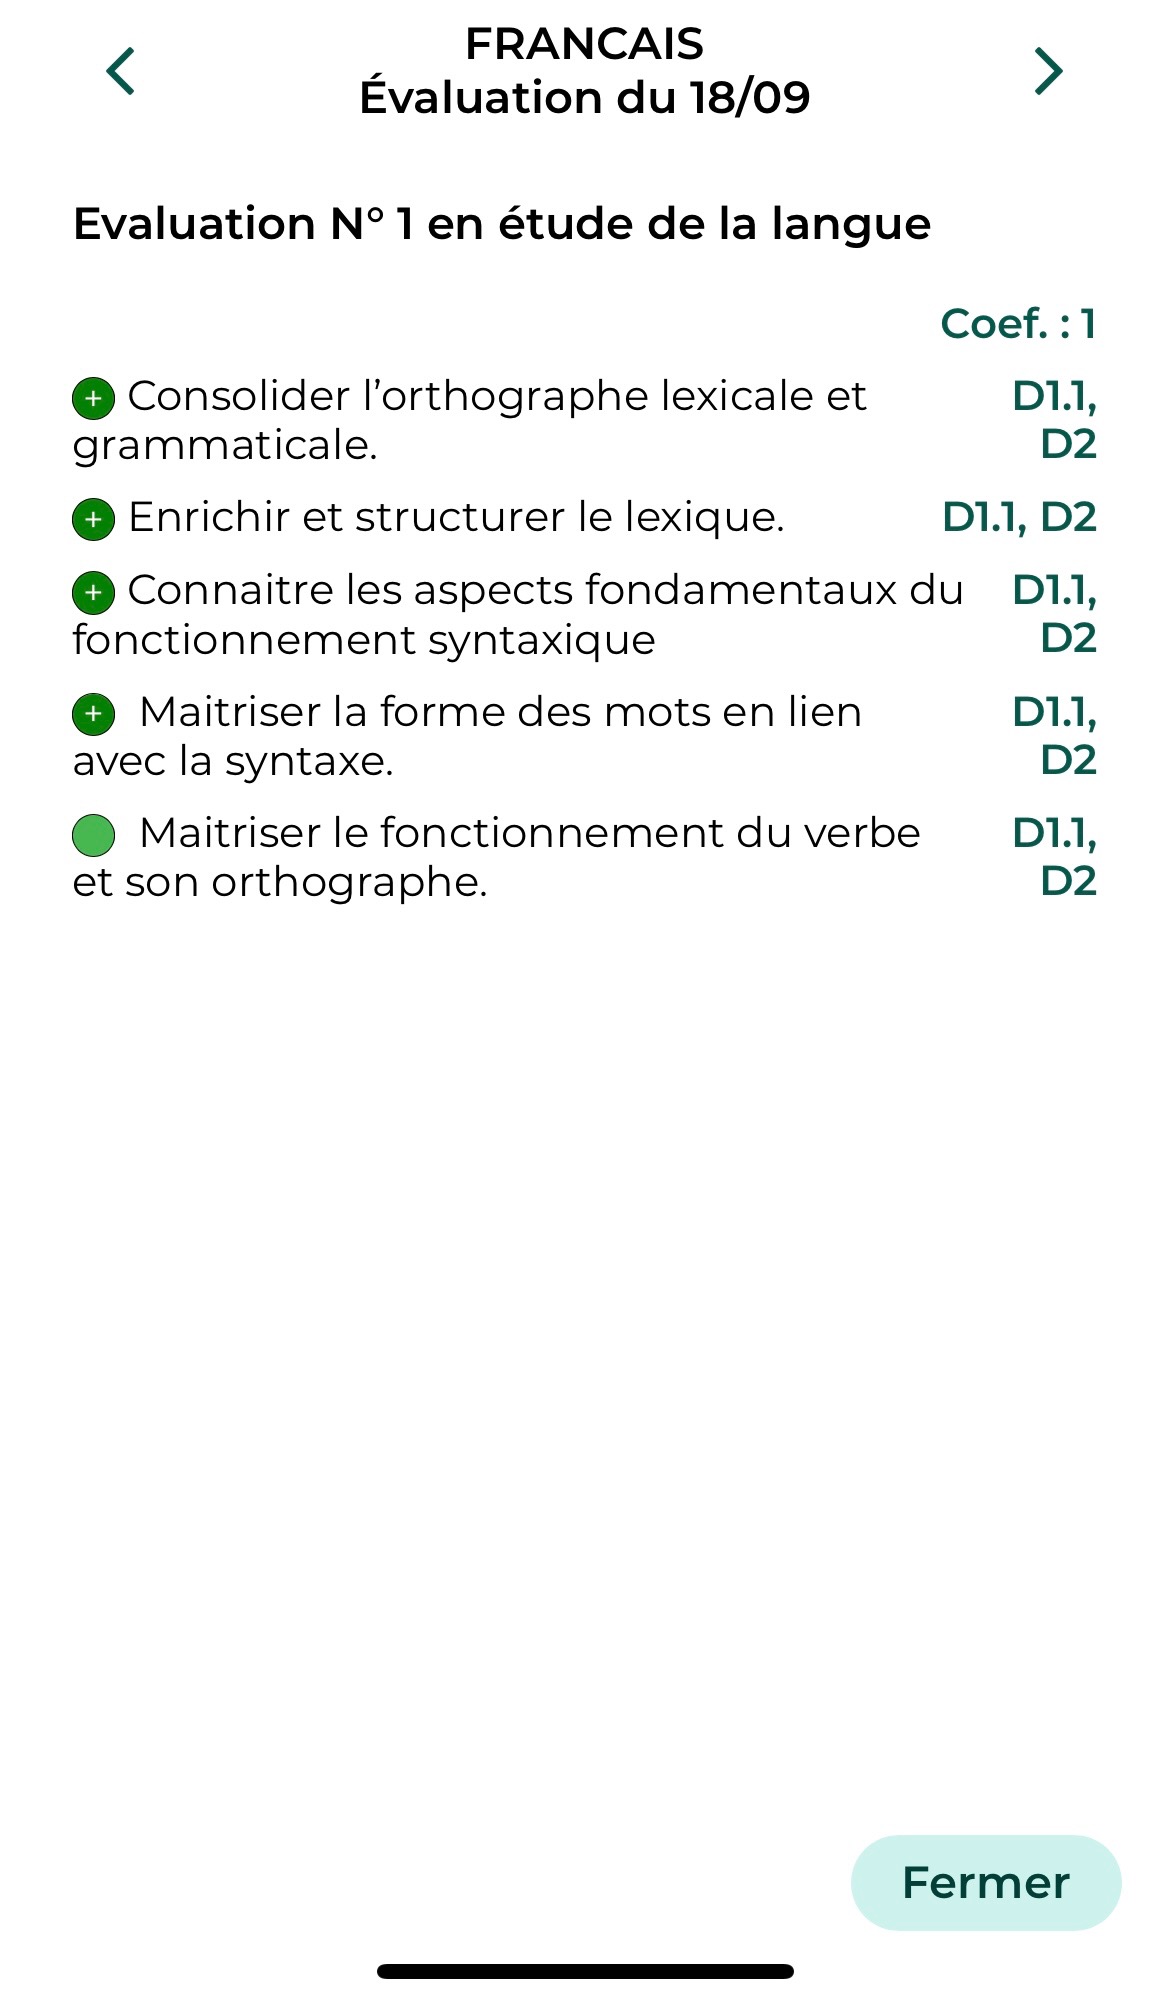 FRANCAIS
Évaluation du 18/09
Evaluation N° 1 en étude de la langue
Coef. : 1
+ Consolider l’orthographe lexicale et
grammaticale.
D1.1,
D2
+ Enrichir et structurer le lexique.
D1.1, D2
+ Connaitre les aspects fondamentaux du
fonctionnement syntaxique
D1.1,
D2
+ Maitriser la forme des mots en lien
avec la syntaxe.
D1.1,
D2
Maitriser le fonctionnement du verbe
et son orthographe.
D1.1,
D2
Fermer